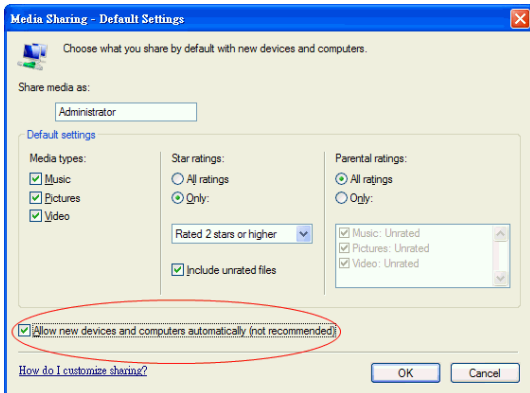 Media Sharing - Default Settings
Choose what you share by default with new devices and computers.
Share media as:
Administrator
Default settings
Media types:
Music
Pictures
Video
Star ratings:
All ratings
Only:
Rated 2 stars or higher
Include unrated files
Parental ratings:
All ratings
Only:
Music: Unrated
Pictures: Unrated
Video: Unrated
Allow new devices and computers automatically (not recommended)
How do I customize sharing?
OK
Cancel